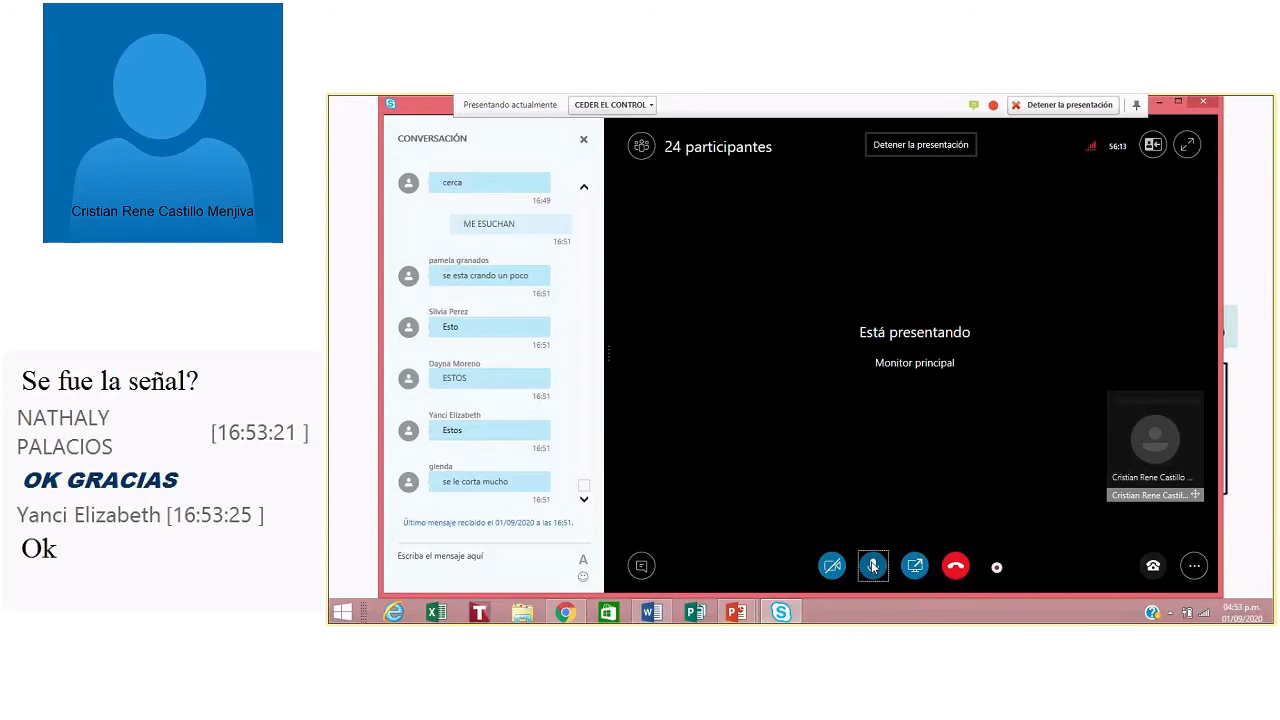 Cristian Rene Castillo Menjiva
Se fue la señal?
NATHALY
PALACIOS
[16:53:21 ]
OK GRACIAS
Yanci Elizabeth [16:53:25 ]
Ok
Presentando actualmente
CEDER EL CONTROL
Detener la presentación
CONVERSACIÓN
cerca
16:49
ME ESUCHAN
16:51
pamela granados
se esta crando un poco
16:51
Silvia Perez
Esto
16:51
Dayna Moreno
ESTOS
16:51
Yanci Elizabeth
Estos
16:51
glenda
se le corta mucho
16:51
Último mensaje recibido el 01/09/2020 a las 16:51.
Escriba el mensaje aquí
A
24 participantes
Detener la presentación
56:13
Está presentando
Monitor principal
Cristian Rene Castillo ...
Cristian Rene Castil...
04:53 p.m.
01/09/2020